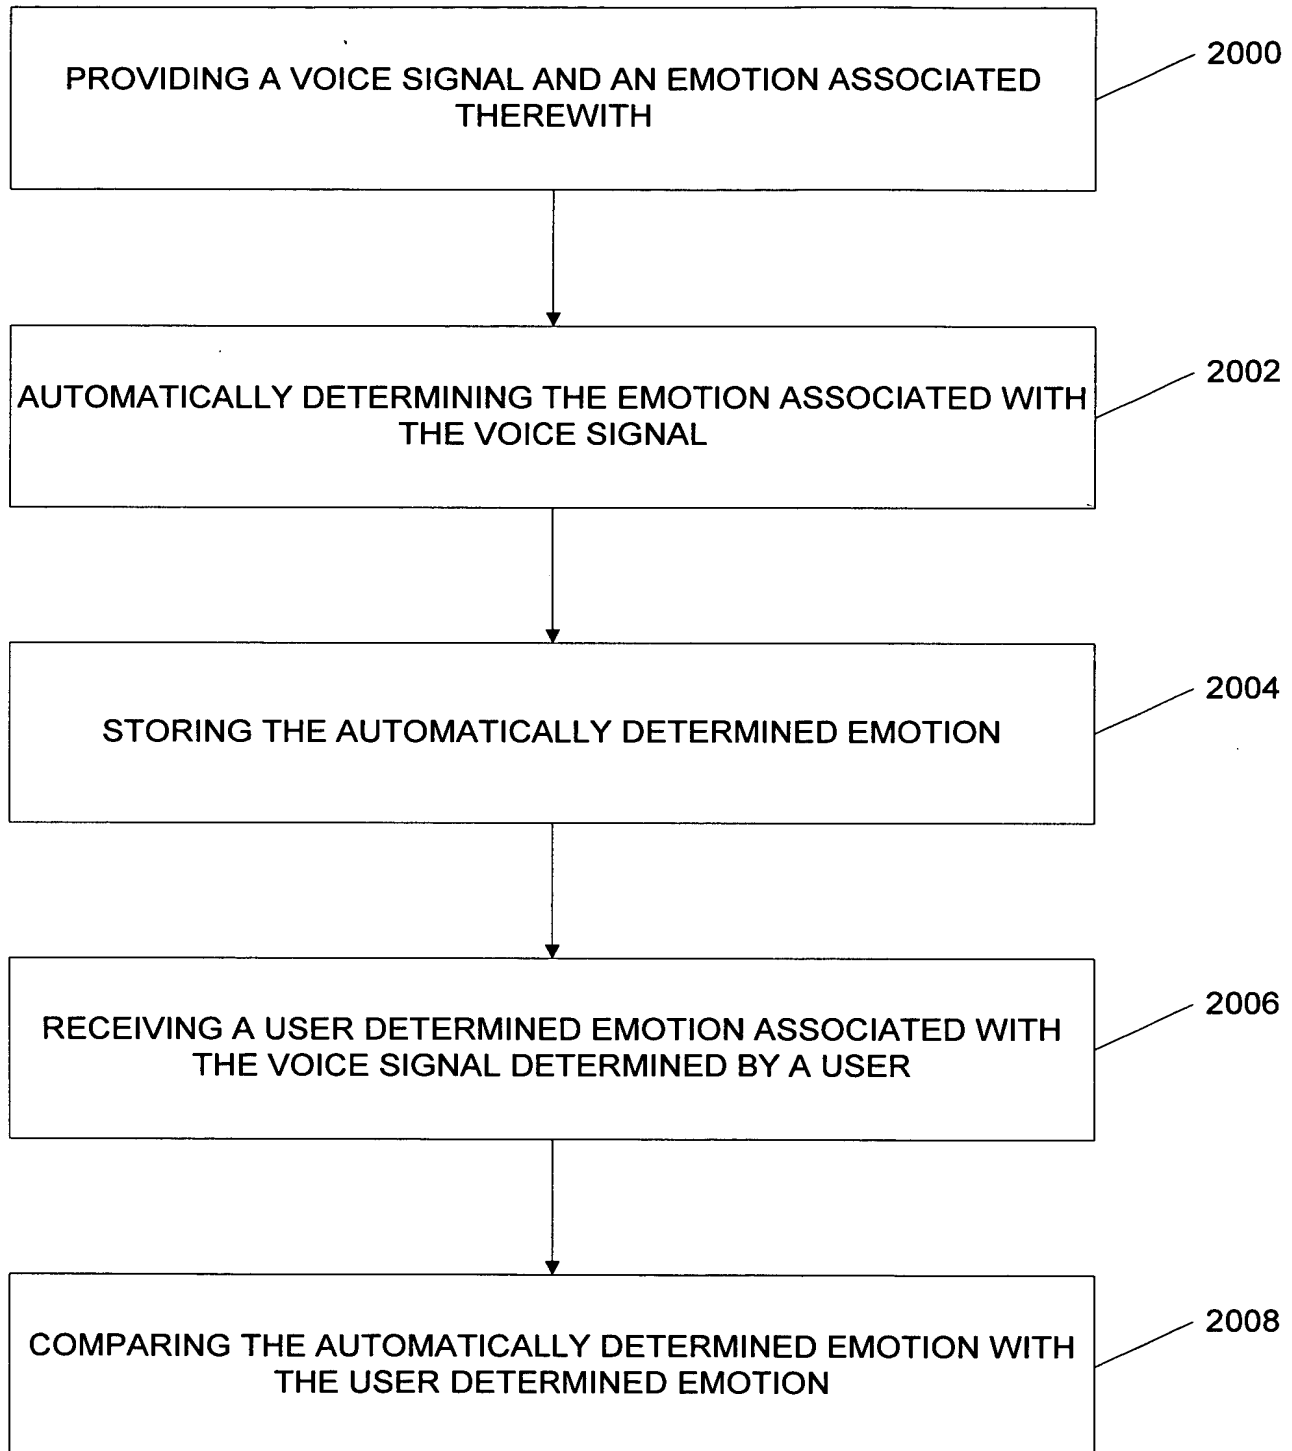 PROVIDING A VOICE SIGNAL AND AN EMOTION ASSOCIATED
THEREWITH
2000
AUTOMATICALLY DETERMINING THE EMOTION ASSOCIATED WITH
THE VOICE SIGNAL
2002
STORING THE AUTOMATICALLY DETERMINED EMOTION
2004
RECEIVING A USER DETERMINED EMOTION ASSOCIATED WITH
THE VOICE SIGNAL DETERMINED BY A USER
2006
COMPARING THE AUTOMATICALLY DETERMINED EMOTION WITH
THE USER DETERMINED EMOTION
2008